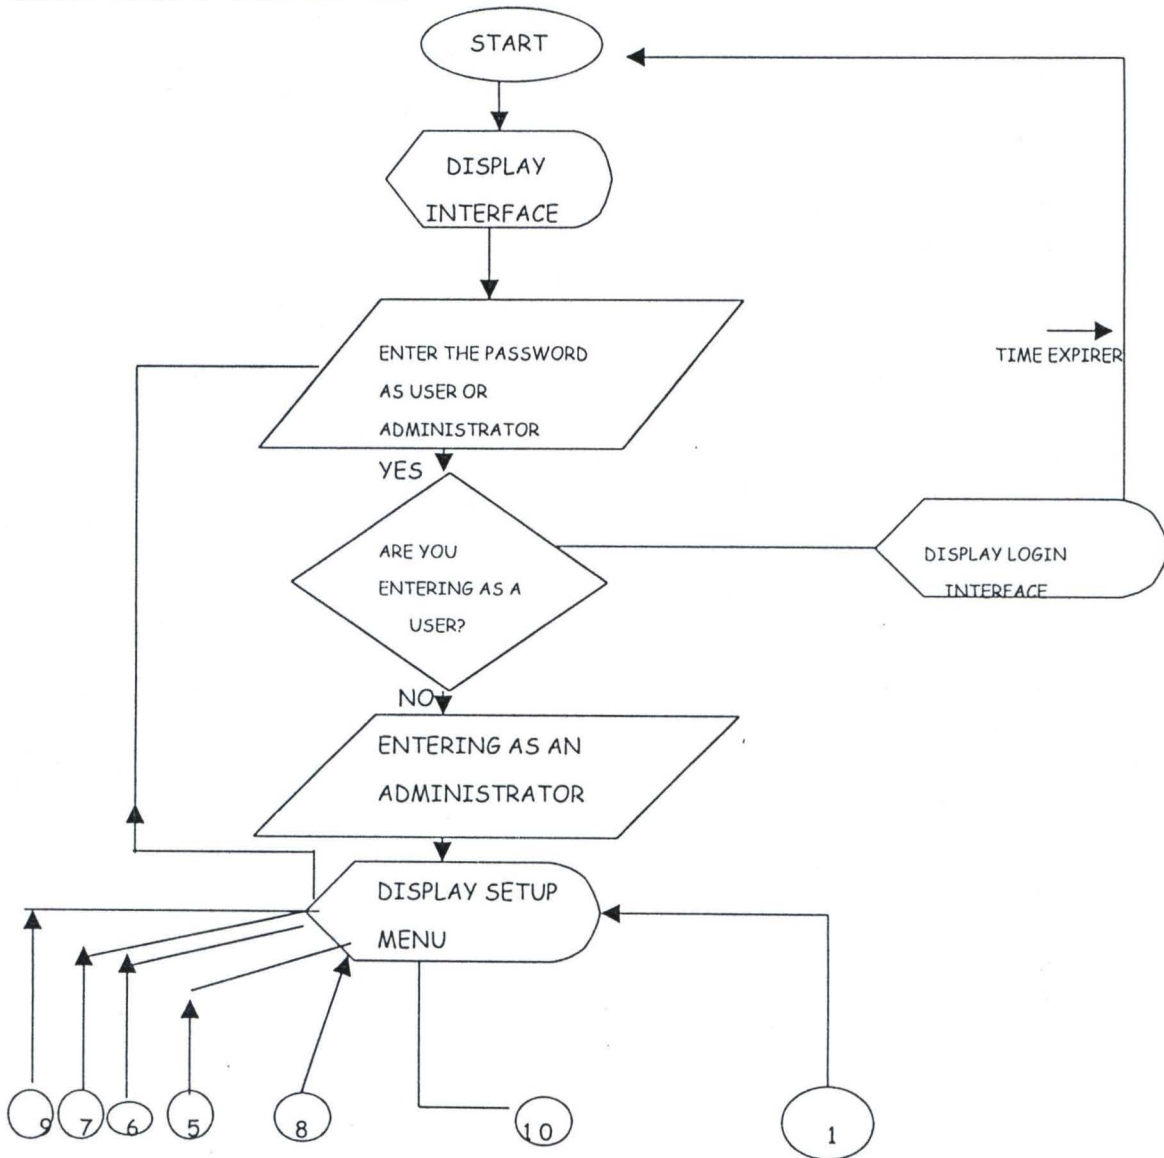 START
DISPLAY
INTERFACE
ENTER THE PASSWORD
AS USER OR
ADMINISTRATOR
TIME EXPIRER
YES
ARE YOU
ENTERING AS A
USER?
DISPLAY LOGIN
INTERFACE
NO
ENTERING AS AN
ADMINISTRATOR
DISPLAY SETUP
MENU
9 7 6 5 8 10 1